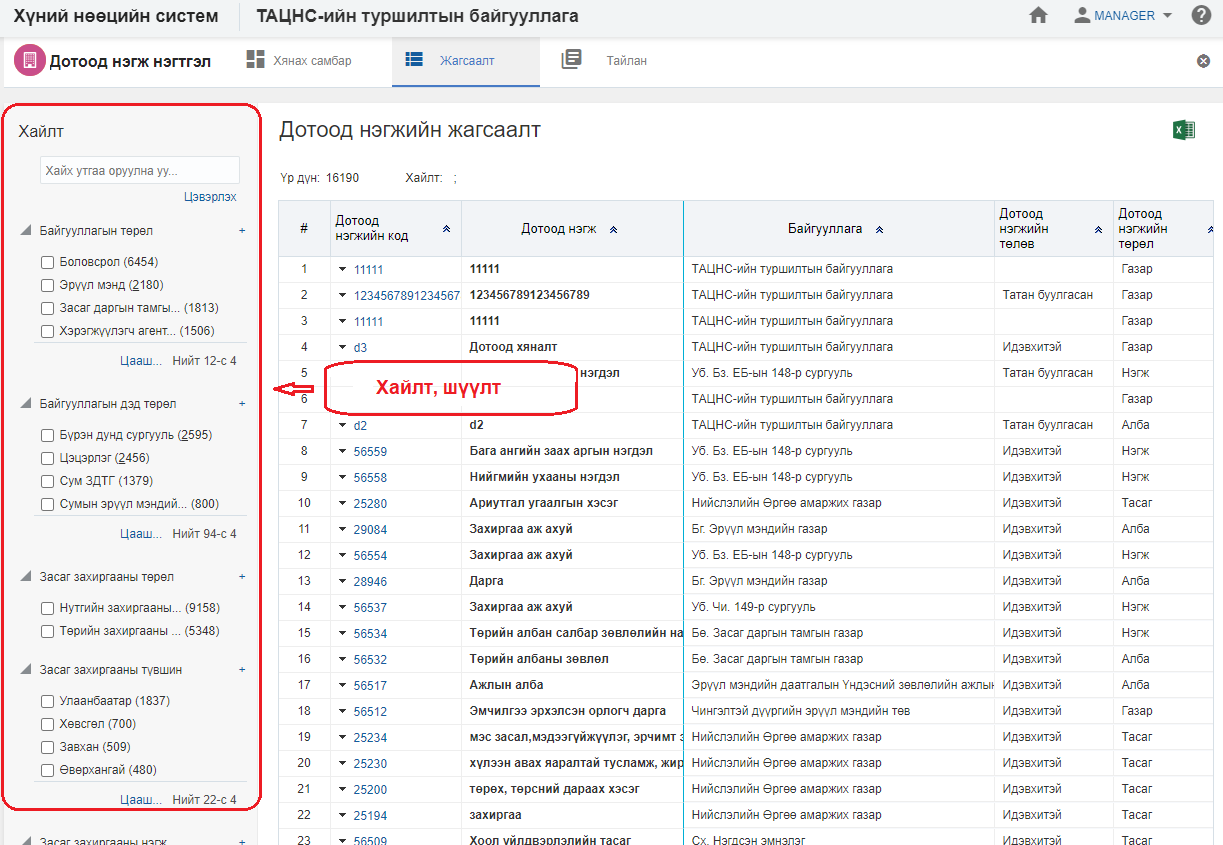 Хүний нөөцийн систем ТАЦНС-ийн туршилтын байгууллага MANAGER
Дотоод нэгж нэгтгэл Хянах самбар Жагсаалт Тайлан
Хайлт
Хайх утгаа оруулна уу...
Цэвэрлэх
Байгууллагын төрөл +
Боловсрол (6454)
Эрүүл мэнд (2180)
Засаг даргын тамгы... (1813)
Хэрэгжүүлэгч агент... (1506)
Цааш... Нийт 12-с 4
Байгууллагын дэд төрөл +
Бүрэн дунд сургууль (2595)
Цэцэрлэг (2456)
Сум ЗДТГ (1379)
Сумын эрүүл мэндий... (800)
Цааш... Нийт 94-с 4
Засаг захиргааны төрөл +
Нутгийн захиргааны... (9158)
Төрийн захиргааны ... (5348)
Засаг захиргааны түвшин +
Улаанбаатар (1837)
Хөвсгөл (700)
Завхан (509)
Өвөрхангай (480)
Цааш... Нийт 22-с 4
Засаг захиргааны нэгж +
Дотоод нэгжийн жагсаалт
Үр дүн: 16190 Хайлт: ;
# Дотоод нэгжийн код Дотоод нэгж Байгууллага Дотоод нэгжийн төлөв Дотоод нэгжийн төрөл
1 11111 11111 ТАЦНС-ийн туршилтын байгууллага Газар
2 1234567891234567 123456789123456789 ТАЦНС-ийн туршилтын байгууллага Татан буулгасан Газар
3 11111 11111 ТАЦНС-ийн туршилтын байгууллага Газар
4 d3 Дотоод хяналт ТАЦНС-ийн туршилтын байгууллага Идэвхитэй Газар
5 нэгдэл Уб. Бз. ЕБ-ын 148-р сургууль Татан буулгасан Нэгж
Хайлт, шүүлт
6 ТАЦНС-ийн туршилтын байгууллага Газар
7 d2 d2 ТАЦНС-ийн туршилтын байгууллага Татан буулгасан Алба
8 56559 Бага ангийн заах аргын нэгдэл Уб. Бз. ЕБ-ын 148-р сургууль Идэвхитэй Нэгж
9 56558 Нийгмийн ухааны нэгдэл Уб. Бз. ЕБ-ын 148-р сургууль Идэвхитэй Нэгж
10 25280 Ариутгал угаалгын хэсэг Нийслэлийн Өргөө амаржих газар Идэвхитэй Тасаг
11 29084 Захиргаа аж ахуй Бг. Эрүүл мэндийн газар Идэвхитэй Алба
12 56554 Захиргаа аж ахуй Уб. Бз. ЕБ-ын 148-р сургууль Идэвхитэй Нэгж
13 28946 Дарга Бг. Эрүүл мэндийн газар Идэвхитэй Алба
14 56537 Захиргаа аж ахуй Уб. Чи. 149-р сургууль Идэвхитэй Нэгж
15 56534 Төрийн албан салбар зөвлөлийн на Бө. Засаг даргын тамгын газар Идэвхитэй Нэгж
16 56532 Төрийн албаны зөвлөл Бө. Засаг даргын тамгын газар Идэвхитэй Алба
17 56517 Ажлын алба Эрүүл мэндийн даатгалын Үндэсний зөвлөлийн ажлын Идэвхитэй Алба
18 56512 Эмчилгээ эрхэлсэн орлогч дарга Чингэлтэй дүүргийн эрүүл мэндийн төв Идэвхитэй Газар
19 25234 мэс засал,мэдээгүйжүүлэг, эрчимт э Нийслэлийн Өргөө амаржих газар Идэвхитэй Тасаг
20 25230 хүлээн авах яаралтай тусламж, жир Нийслэлийн Өргөө амаржих газар Идэвхитэй Тасаг
21 25200 төрөх, төрсний дараах хэсэг Нийслэлийн Өргөө амаржих газар Идэвхитэй Тасаг
22 25194 захиргаа Нийслэлийн Өргөө амаржих газар Идэвхитэй Тасаг
23 56509 Хоол үйлдвэрлэлийн тасаг Сх. Нэгдсэн эмнэлэг Идэвхитэй Тасаг